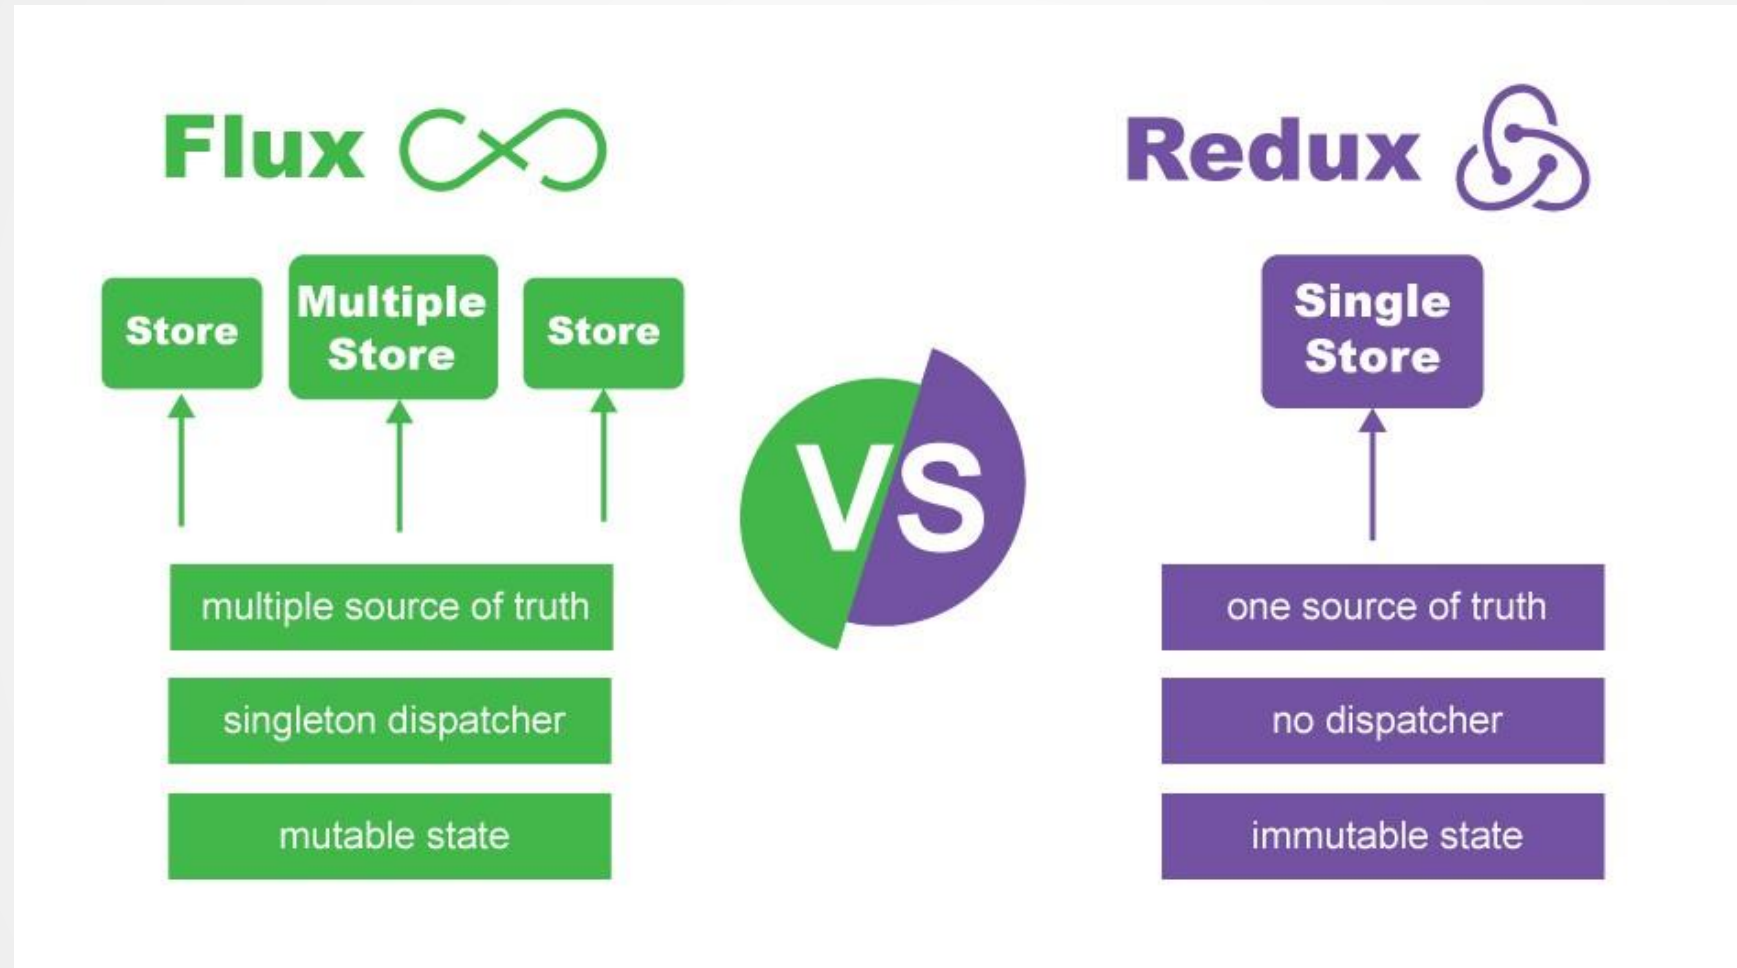 Flux
Redux
Store
Multiple
Store
Store
Single
Store
VS
multiple source of truth
singleton dispatcher
mutable state
one source of truth
no dispatcher
immutable state